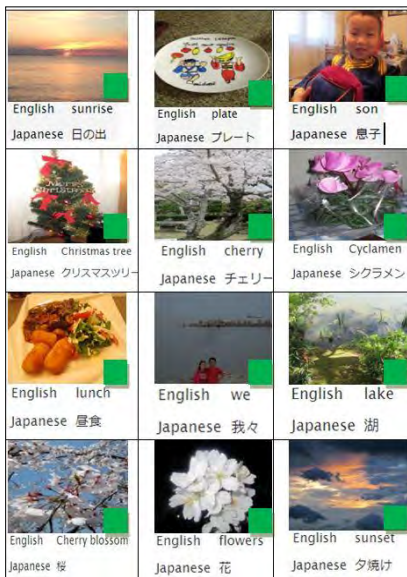 English sunrise
Japanese 日の出
English plate
Japanese プレート
English son
Japanese 息子
English Christmas tree
Japanese クリスマスツリー
English cherry
Japanese チェリー
English Cyclamen
Japanese シクラメン
English lunch
Japanese 昼食
English we
Japanese 我々
English lake
Japanese 湖
English Cherry blossom
Japanese 桜
English flowers
Japanese 花
English sunset
Japanese 夕焼け